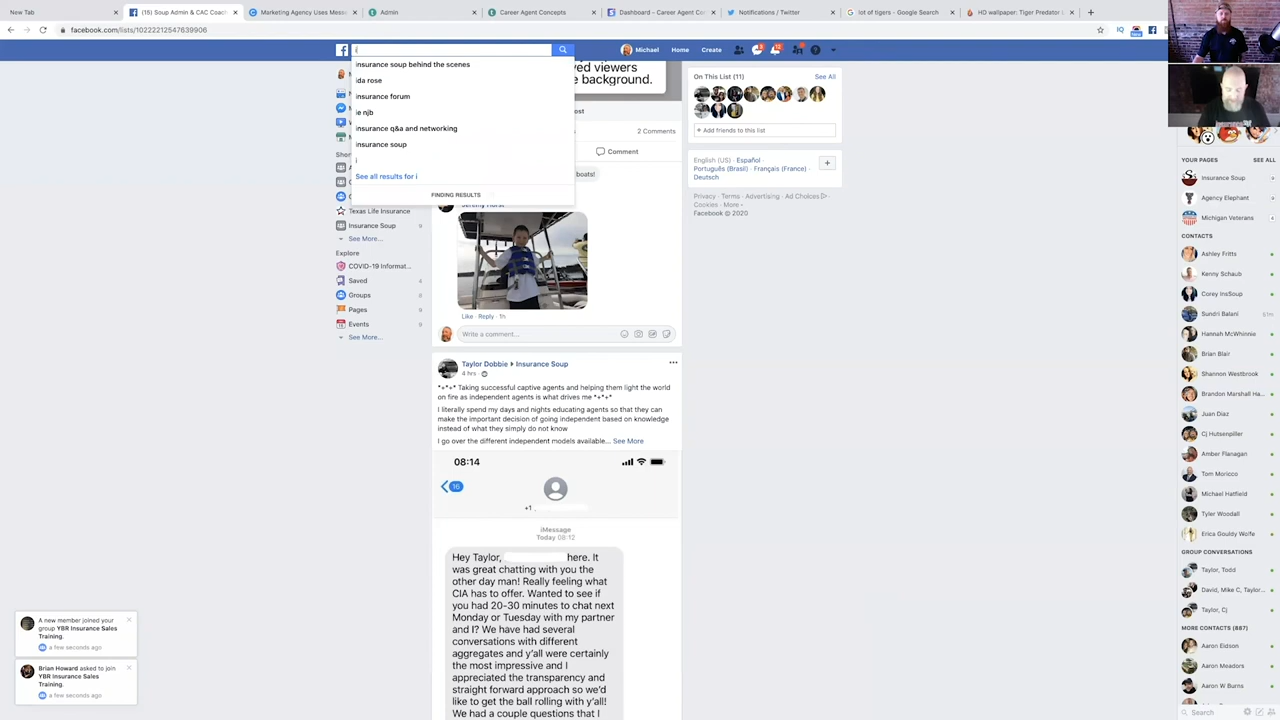 New Tab
(15) Soup Admin & CAC Coach
Marketing Agency Uses Messe
Admin
Career Agent Concepts
Dashboard – Career Agent Co
Notifications / Twitter
lot of tigers - Google Search
HD wallpaper: Tiger Predator L
facebook.com/lists/10222212547639906
i
Michael
Home
Create
insurance soup behind the scenes
ida rose
insurance forum
ie njb
insurance q&a and networking
insurance soup
i
See all results for i
FINDING RESULTS
Texas Life Insurance
Insurance Soup
See More...
Explore
COVID-19 Informat...
Saved 4
Groups
Pages
Events
See More...
ved viewers
he background.
2 Comments
Comment
boats!
Like · Reply · 1h
Write a comment...
Taylor Dobbie ▸ Insurance Soup
4 hrs
*+*+* Taking successful captive agents and helping them light the world
on fire as independent agents is what drives me *+*+*
I literally spend my days and nights educating agents so that they can
make the important decision of going independent based on knowledge
instead of what they simply do not know
I go over the different independent models available... See More
08:14
16
+1
iMessage
Today 08:12
Hey Taylor, here. It
was great chatting with you the
other day man! Really feeling what
CIA has to offer. Wanted to see if
you had 20-30 minutes to chat next
Monday or Tuesday with my partner
and I? We have had several
conversations with different
aggregates and y'all were certainly
the most impressive and I
appreciated the transparency and
straight forward approach so we'd
like to get the ball rolling with y'all!
We had a couple questions that I
On This List (11)
See All
+ Add friends to this list
English (US) · Español ·
Português (Brasil) · Français (France) ·
Deutsch
Privacy · Terms · Advertising · Ad Choices
Cookies · More
Facebook © 2020
YOUR PAGES
SEE ALL
Insurance Soup
Agency Elephant
Michigan Veterans
CONTACTS
Ashley Fritts
Kenny Schaub
Corey InsSoup
Sundri Balani
Hannah McWhinnie
Brian Blair
Shannon Westbrook
Brandon Marshall Ha...
Juan Diaz
Cj Hutsenpiller
Amber Flanagan
Tom Moricco
Michael Hatfield
Tyler Woodall
Erica Gouldy Wolfe
GROUP CONVERSATIONS
Taylor, Todd
David, Mike C, Taylor...
Taylor, Cj
MORE CONTACTS (887)
Aaron Eidson
Aaron Meadors
Aaron W Burns
Search
A new member joined your
group YBR Insurance Sales
Training.
a few seconds ago
Brian Howard asked to join
YBR Insurance Sales
Training.
a few seconds ago